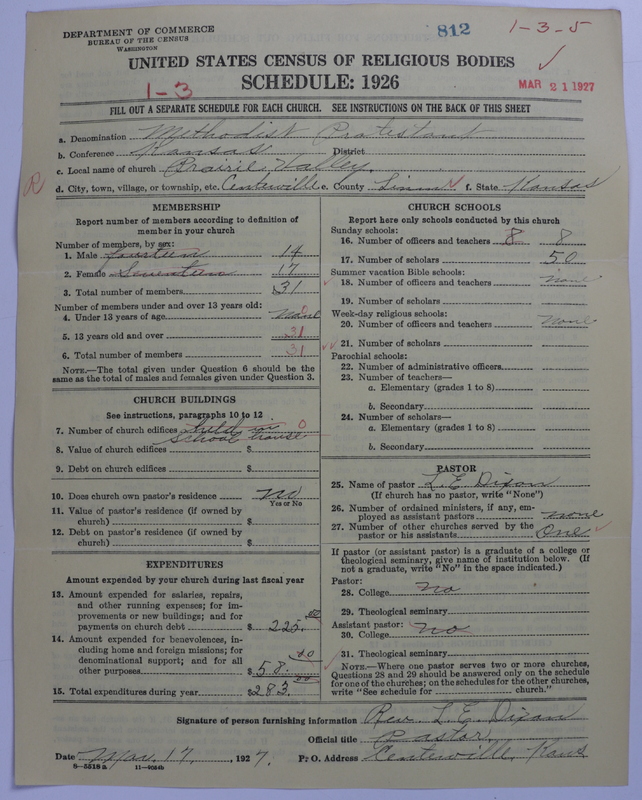 DEPARTMENT OF COMMERCE
BUREAU OF THE CENSUS
WASHINGTON
812
1-3-5
UNITED STATES CENSUS OF RELIGIOUS BODIES
SCHEDULE: 1926
1-3
MAR 21 1927
FILL OUT A SEPARATE SCHEDULE FOR EACH CHURCH. SEE INSTRUCTIONS ON THE BACK OF THIS SHEET
a. Denomination Methodist Protestant
b. Conference Kansas District
c. Local name of church Prairie Valley.
R d. City, town, village, or township, etc. Centerville e. County Linn f. State Kansas
MEMBERSHIP
Report number of members according to definition of
member in your church
Number of members, by sex:
1. Male fourteen 14
2. Female Seventeen 17
3. Total number of members 31
Number of members under and over 13 years old:
4. Under 13 years of age none 0
5. 13 years old and over 31
6. Total number of members 31
NOTE.—The total given under Question 6 should be the
same as the total of males and females given under Question 3.
CHURCH BUILDINGS
See instructions, paragraphs 10 to 12
7. Number of church edifices held in 0
school house
8. Value of church edifices $
9. Debt on church edifices $
10. Does church own pastor's residence no
Yes or No
11. Value of pastor's residence (if owned by
church) $
12. Debt on pastor's residence (if owned by
church) $
EXPENDITURES
Amount expended by your church during last fiscal year
13. Amount expended for salaries, repairs,
and other running expenses; for im-
provements or new buildings; and for
payments on church debt $ 225.00
14. Amount expended for benevolences, in-
cluding home and foreign missions; for
denominational support; and for all
other purposes $ 58.00
15. Total expenditures during year $ 283.00
CHURCH SCHOOLS
Report here only schools conducted by this church
Sunday schools:
16. Number of officers and teachers 8 8
17. Number of scholars 50
Summer vacation Bible schools:
18. Number of officers and teachers none
19. Number of scholars
Week-day religious schools:
20. Number of officers and teachers none
21. Number of scholars
Parochial schools:
22. Number of administrative officers
23. Number of teachers—
a. Elementary (grades 1 to 8)
b. Secondary
24. Number of scholars—
a. Elementary (grades 1 to 8)
b. Secondary
PASTOR
25. Name of pastor L. E. Dixon
(If church has no pastor, write "None")
26. Number of ordained ministers, if any, em-
ployed as assistant pastors none
27. Number of other churches served by the
pastor or his assistants One
If pastor (or assistant pastor) is a graduate of a college or
theological seminary, give name of institution below. (If
not a graduate, write "No" in the space indicated.)
Pastor:
28. College no
29. Theological seminary
Assistant pastor:
30. College no
31. Theological seminary
NOTE.—Where one pastor serves two or more churches,
Questions 28 and 29 should be answered only on the schedule
for one of the churches; on the schedules for the other churches,
write "See schedule for church."
Signature of person furnishing information Rev. L. E. Dixon
Official title Pastor,
Date Mar. 17, 1927. P. O. Address Centerville, Kans
8—5518 a 11—9054b